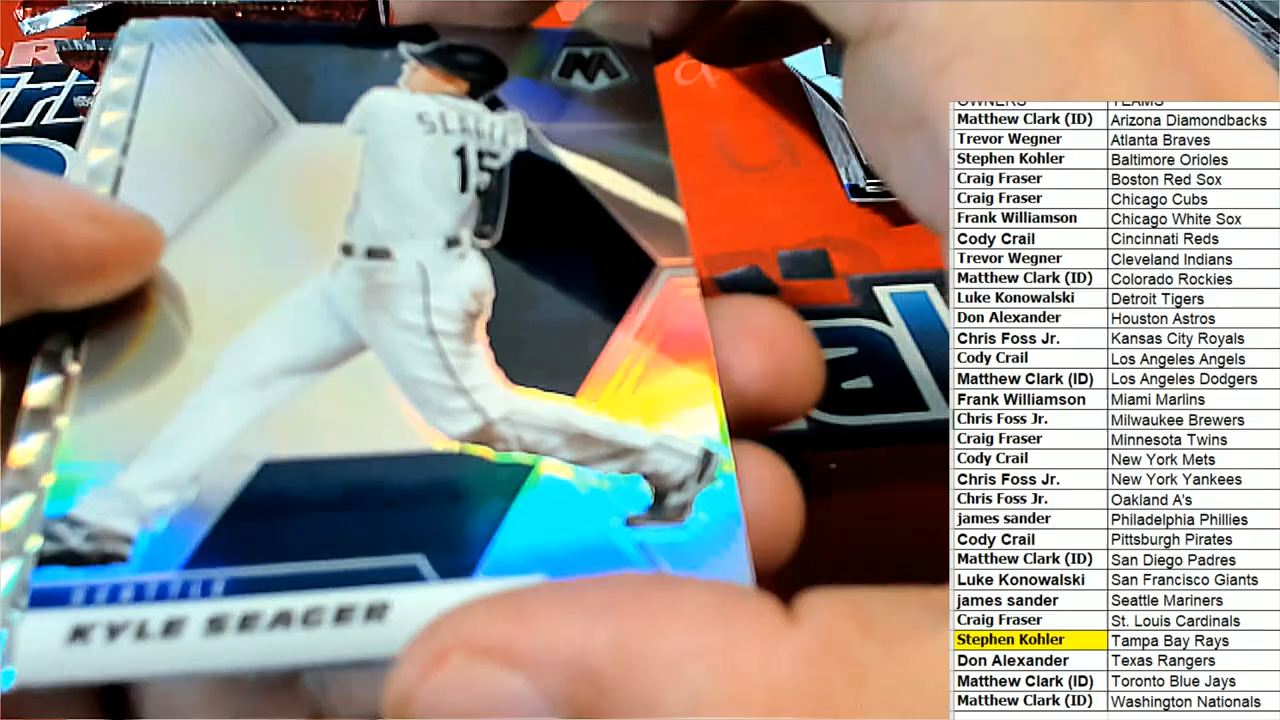 SEAGER
15
SEATTLE
KYLE SEAGER
OWNERS TEAMS
Matthew Clark (ID) Arizona Diamondbacks
Trevor Wegner Atlanta Braves
Stephen Kohler Baltimore Orioles
Craig Fraser Boston Red Sox
Craig Fraser Chicago Cubs
Frank Williamson Chicago White Sox
Cody Crail Cincinnati Reds
Trevor Wegner Cleveland Indians
Matthew Clark (ID) Colorado Rockies
Luke Konowalski Detroit Tigers
Don Alexander Houston Astros
Chris Foss Jr. Kansas City Royals
Cody Crail Los Angeles Angels
Matthew Clark (ID) Los Angeles Dodgers
Frank Williamson Miami Marlins
Chris Foss Jr. Milwaukee Brewers
Craig Fraser Minnesota Twins
Cody Crail New York Mets
Chris Foss Jr. New York Yankees
Chris Foss Jr. Oakland A's
james sander Philadelphia Phillies
Cody Crail Pittsburgh Pirates
Matthew Clark (ID) San Diego Padres
Luke Konowalski San Francisco Giants
james sander Seattle Mariners
Craig Fraser St. Louis Cardinals
Stephen Kohler Tampa Bay Rays
Don Alexander Texas Rangers
Matthew Clark (ID) Toronto Blue Jays
Matthew Clark (ID) Washington Nationals